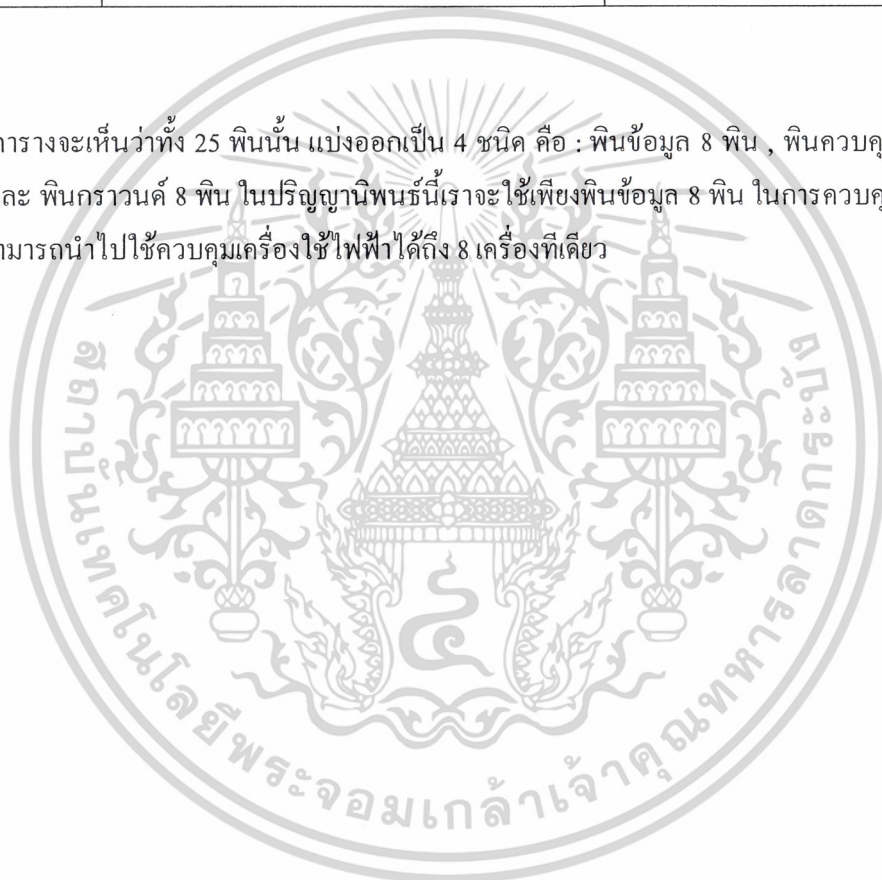 ตารางจะเห็นว่าทั้ง 25 พินนั้น แบ่งออกเป็น 4 ชนิด คือ : พินข้อมูล 8 พิน , พินควบคุ
ละ พินกราวนด์ 8 พิน ในปริญญานิพนธ์นี้เราจะใช้เพียงพินข้อมูล 8 พิน ในการควบคุ
ามารถนำไปใช้ควบคุมเครื่องใช้ไฟฟ้าได้ถึง 8 เครื่องทีเดียว
สถาบันเทคโนโลยีพระจอมเกล้าเจ้าคุณทหารลาดกระบัง